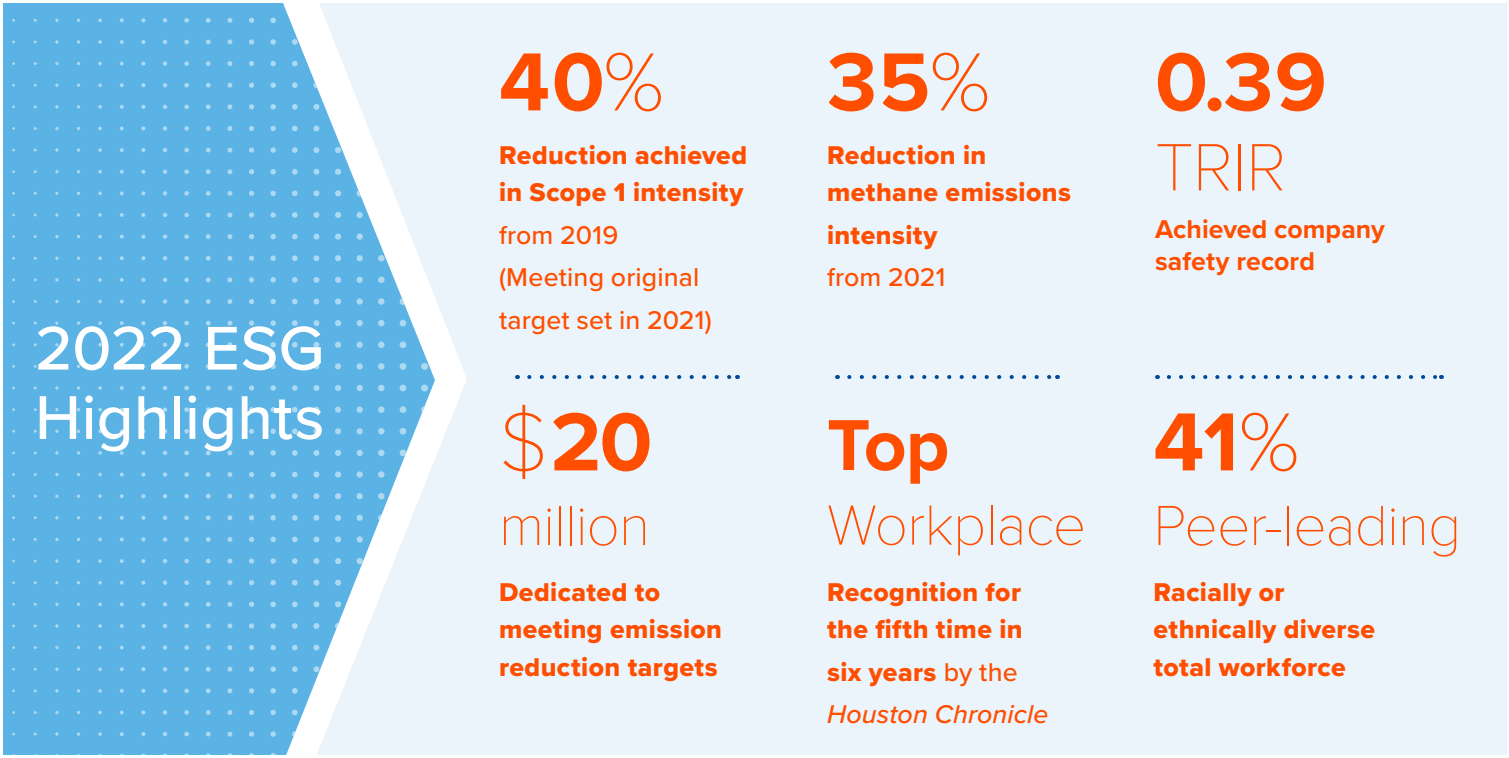 2022 ESG
Highlights
40%
Reduction achieved
in Scope 1 intensity
from 2019
(Meeting original
target set in 2021)
35%
Reduction in
methane emissions
intensity
from 2021
0.39
TRIR
Achieved company
safety record
$20
million
Dedicated to
meeting emission
reduction targets
Top
Workplace
Recognition for
the fifth time in
six years by the
Houston Chronicle
41%
Peer-leading
Racially or
ethnically diverse
total workforce